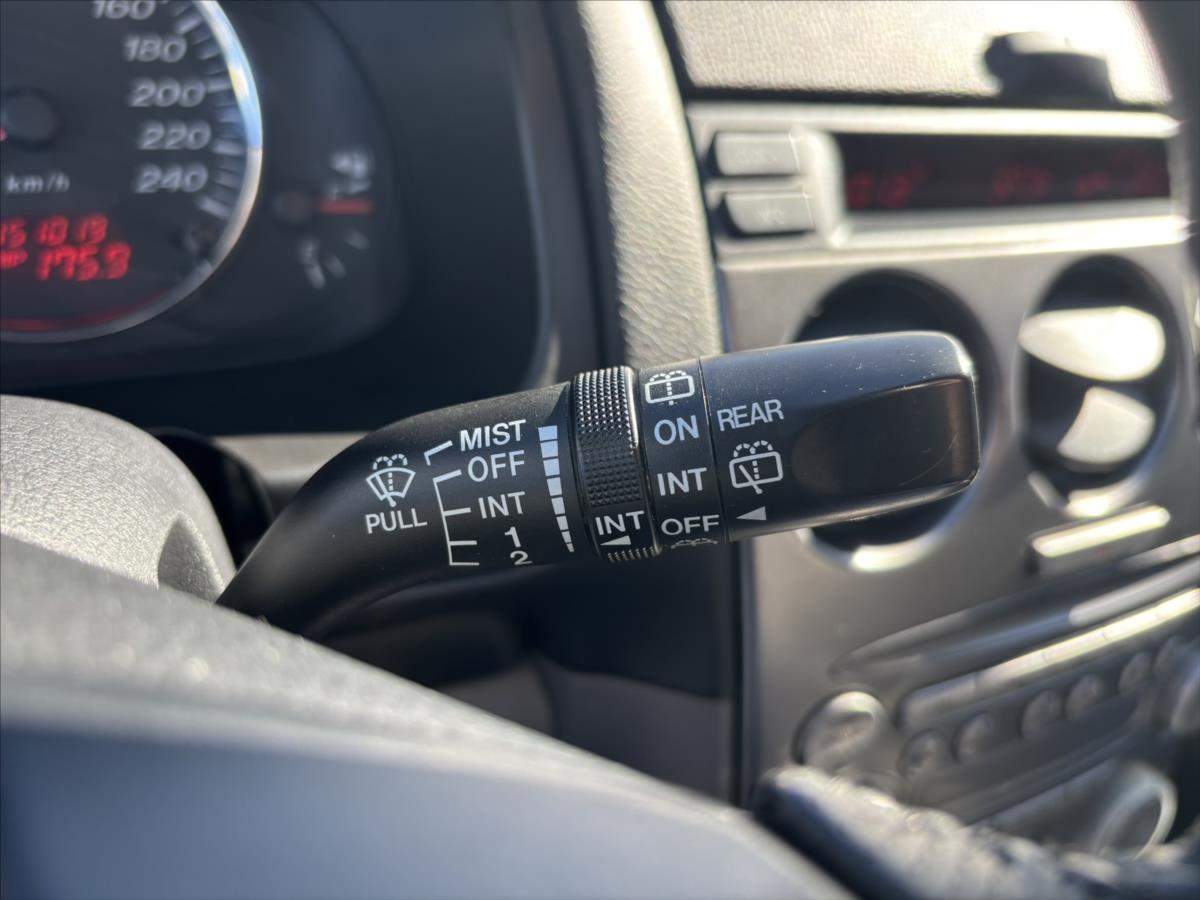 160
180
200
220
240
km/h
151013
175.9
MIST
OFF
INT
1
2
PULL
INT
ON
INT
OFF
REAR